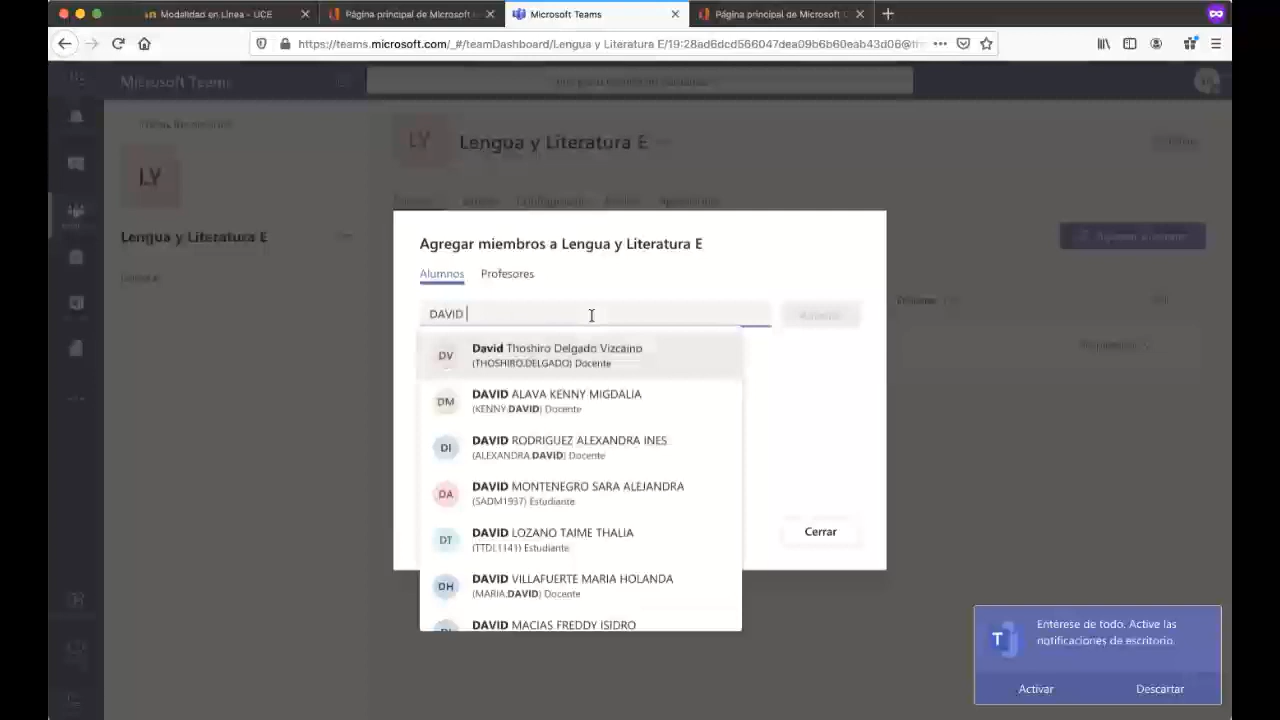 Modalidad en Línea - UCE
Página principal de Microsoft
Microsoft Teams
Página principal de Microsoft
https://teams.microsoft.com/_#/teamDashboard/Lengua y Literatura E/19:28ad6dcd566047dea09b6b60eab43d06@th
Microsoft Teams
LY
Lengua y Literatura E
LY
Lengua y Literatura E
Agregar miembros a Lengua y Literatura E
Alumnos
Profesores
DAVID
DV
David Thoshiro Delgado Vizcaino
(THOSHIRO.DELGADO) Docente
DM
DAVID ALAVA KENNY MIGDALIA
(KENNY.DAVID) Docente
DI
DAVID RODRIGUEZ ALEXANDRA INES
(ALEXANDRA.DAVID) Docente
DA
DAVID MONTENEGRO SARA ALEJANDRA
(SADM1937) Estudiante
DT
DAVID LOZANO TAIME THALIA
(TTDL1141) Estudiante
DH
DAVID VILLAFUERTE MARIA HOLANDA
(MARIA.DAVID) Docente
DAVID MACIAS FREDDY ISIDRO
Cerrar
Entérese de todo. Active las
notificaciones de escritorio.
Activar
Descartar